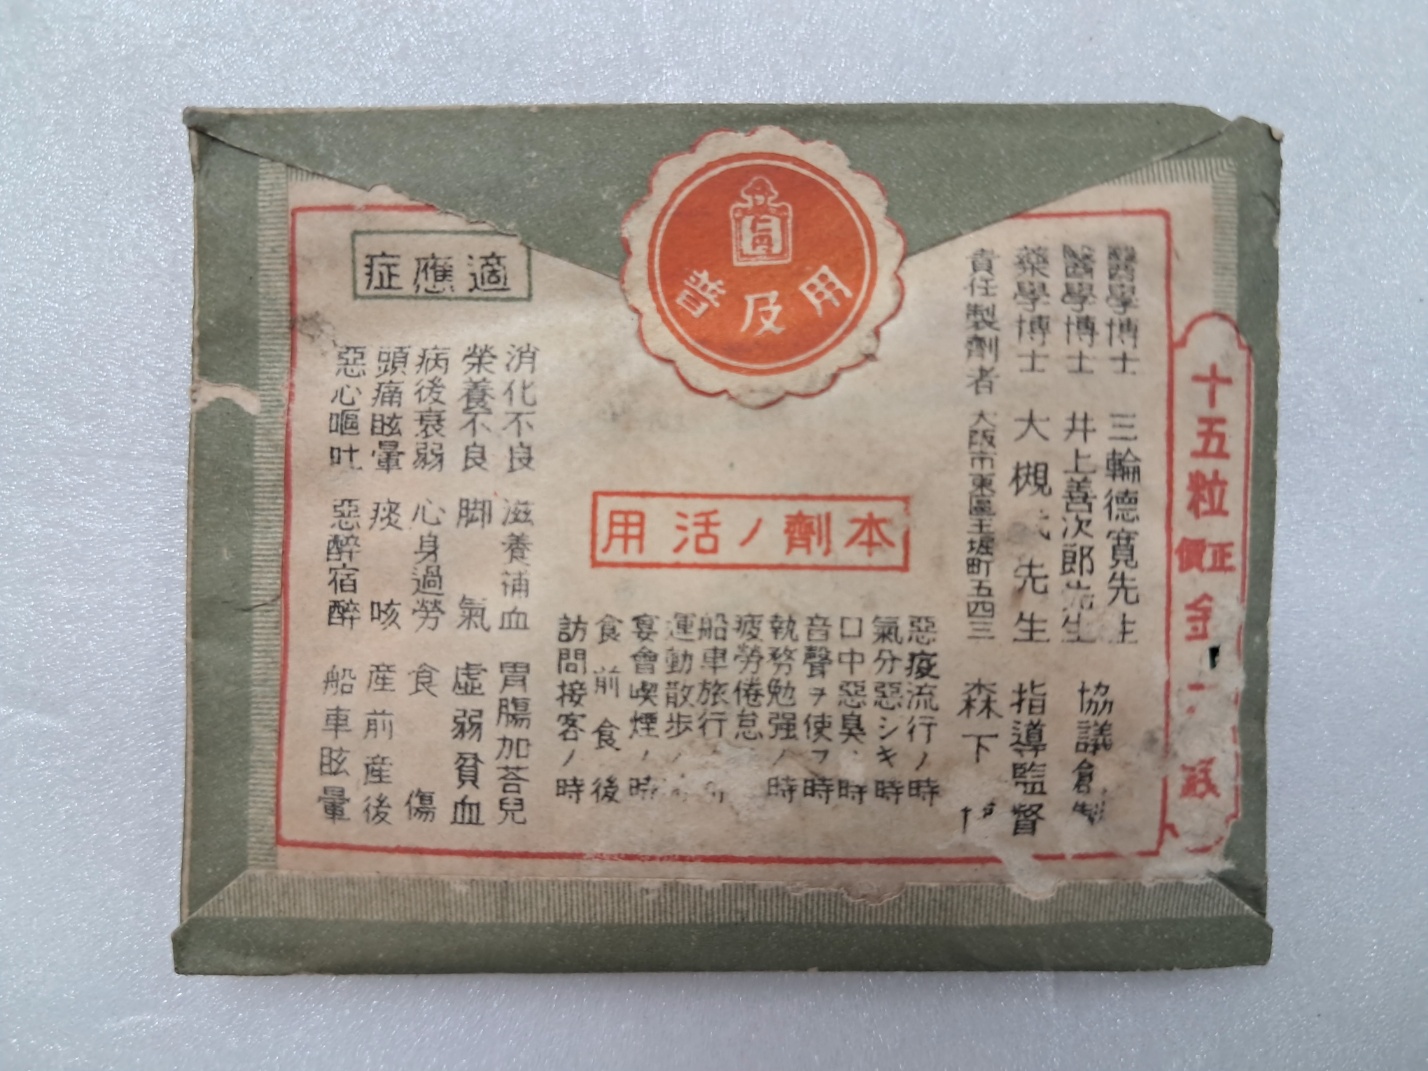 仁丹
普及用
十五粒
正價
金
醫學博士 三輪德寬先生 協議
醫學博士 井上善次郎先生
藥學博士 大槻 先生 指導監督
責任製劑者 大阪市東區玉堀町五四三 森下 博
本劑ノ活用
惡疫流行ノ時
氣分惡シキ時
口中惡臭ノ時
音聲ヲ使フ時
執務勉强ノ時
疲勞倦怠
船車旅行
運動散步ノ
宴會喫煙ノ時
食前食後
訪問接客ノ時
適應症
消化不良 滋養補血 胃腸加荅兒
榮養不良 脚氣 虛弱貧血
病後衰弱 心身過勞 食傷
頭痛眩暈 痰咳 産前産後
惡心嘔吐 惡醉宿醉 船車眩暈